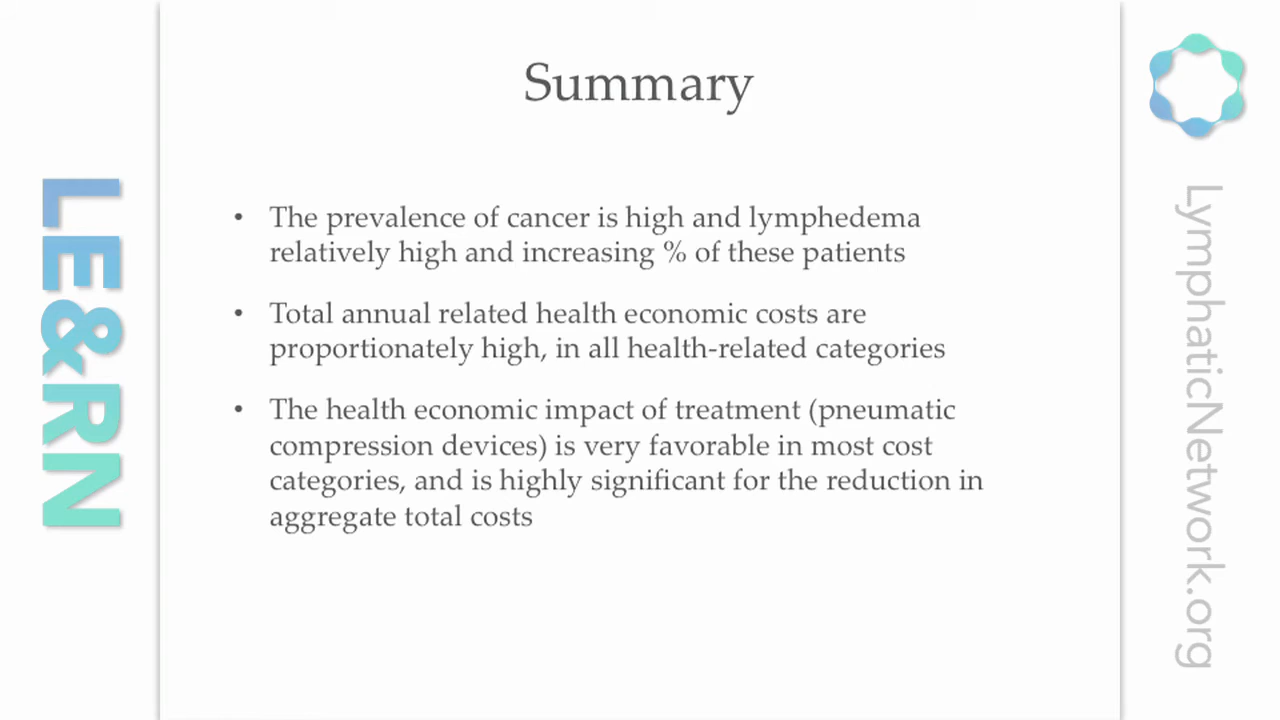 Summary
• The prevalence of cancer is high and lymphedema
relatively high and increasing % of these patients
• Total annual related health economic costs are
proportionately high, in all health-related categories
• The health economic impact of treatment (pneumatic
compression devices) is very favorable in most cost
categories, and is highly significant for the reduction in
aggregate total costs
LE&RN
LymphaticNetwork.org